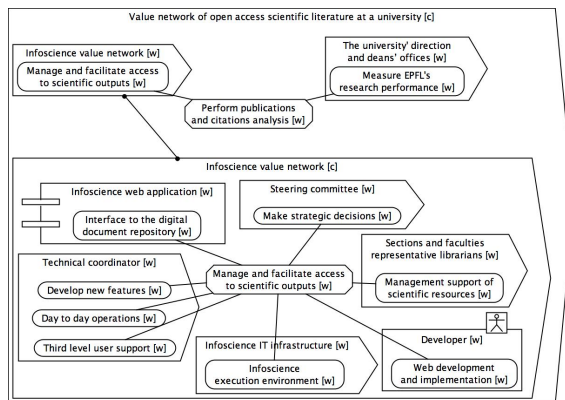 Value network of open access scientific literature at a university [c]
Infoscience value network [w]
Manage and facilitate access
to scientific outputs [w]
The university' direction
and deans' offices [w]
Measure EPFL's
research performance [w]
Perform publications
and citations analysis [w]
Infoscience value network [c]
Infoscience web application [w]
Interface to the digital
document repository [w]
Steering committee [w]
Make strategic decisions [w]
Sections and faculties
representative librarians [w]
Management support of
scientific resources [w]
Technical coordinator [w]
Develop new features [w]
Day to day operations [w]
Third level user support [w]
Manage and facilitate access
to scientific outputs [w]
Infoscience IT infrastructure [w]
Infoscience
execution environment [w]
Developer [w]
Web development
and implementation [w]